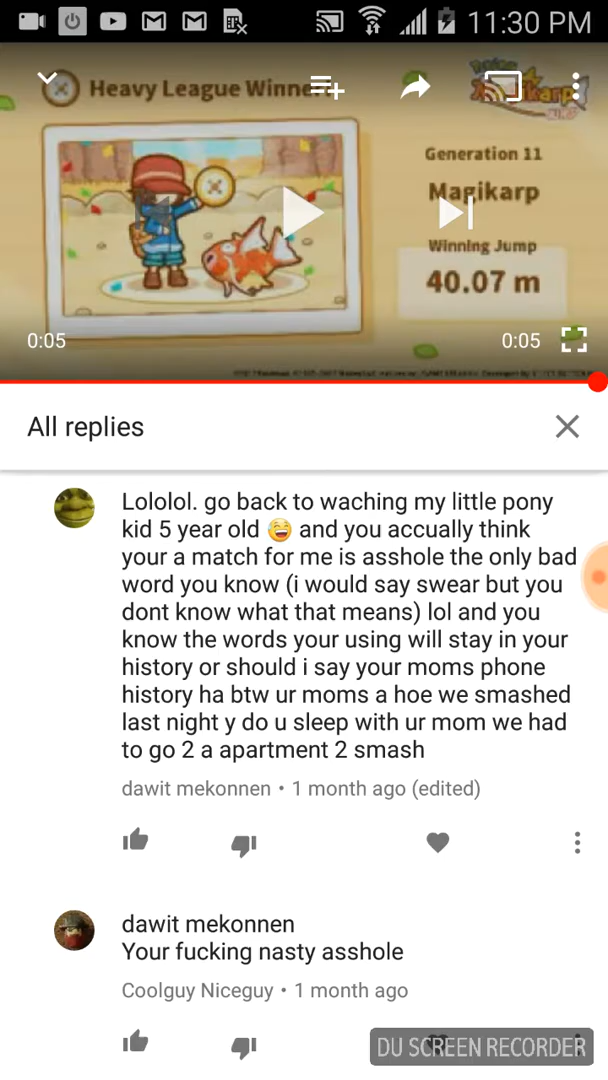 11:30 PM
Heavy League Winner
Generation 11
Magikarp
Winning Jump
40.07 m
0:05
0:05
All replies
Lololol. go back to waching my little pony
kid 5 year old 😅 and you accually think
your a match for me is asshole the only bad
word you know (i would say swear but you
dont know what that means) lol and you
know the words your using will stay in your
history or should i say your moms phone
history ha btw ur moms a hoe we smashed
last night y do u sleep with ur mom we had
to go 2 a apartment 2 smash
dawit mekonnen • 1 month ago (edited)
dawit mekonnen
Your fucking nasty asshole
Coolguy Niceguy • 1 month ago
DU SCREEN RECORDER